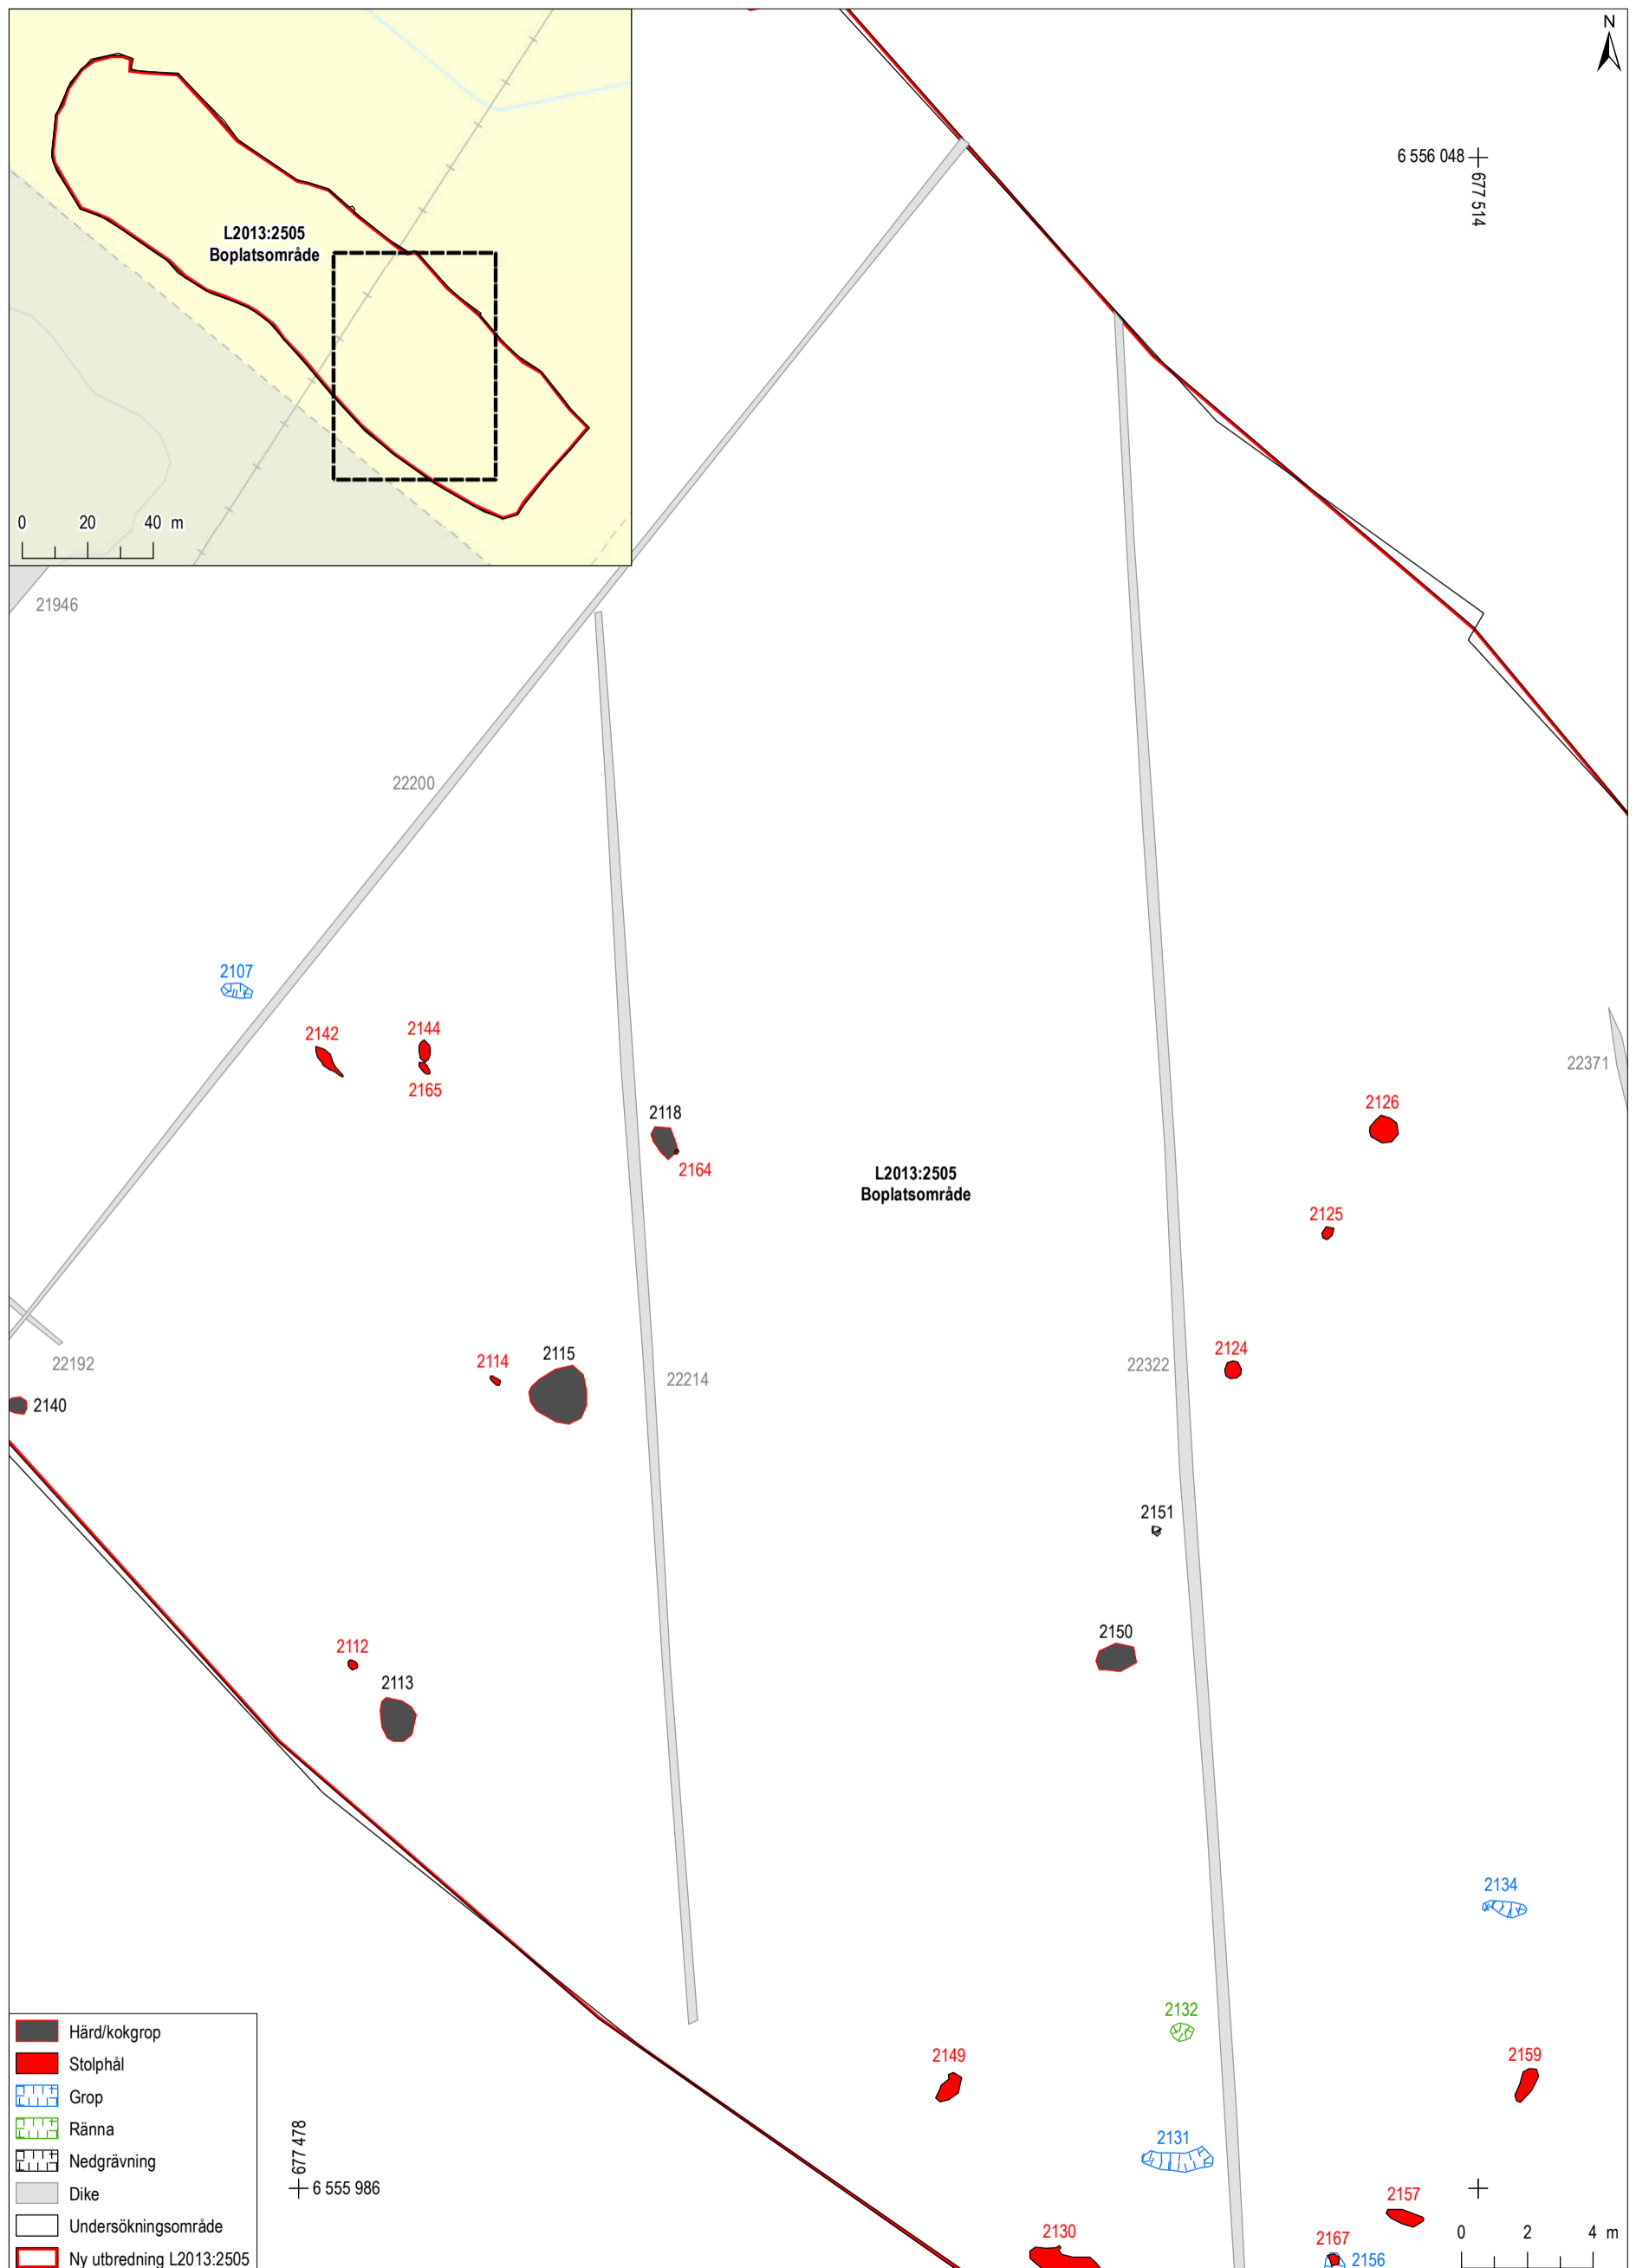 N
6 556 048
677 514
L2013:2505
Boplatsområde
0 20 40 m
21946
22200
2107
2142
2144
2165
22371
2126
2118
2164
L2013:2505
Boplatsområde
2125
2124
22322
2114
2115
22214
22192
2140
2151
2150
2112
2113
2134
2132
2149
2159
2131
2157
2130
2167
2156
677 478
6 555 986
Härd/kokgrop
Stolphål
Grop
Ränna
Nedgrävning
Dike
Undersökningsområde
Ny utbredning L2013:2505
0 2 4 m